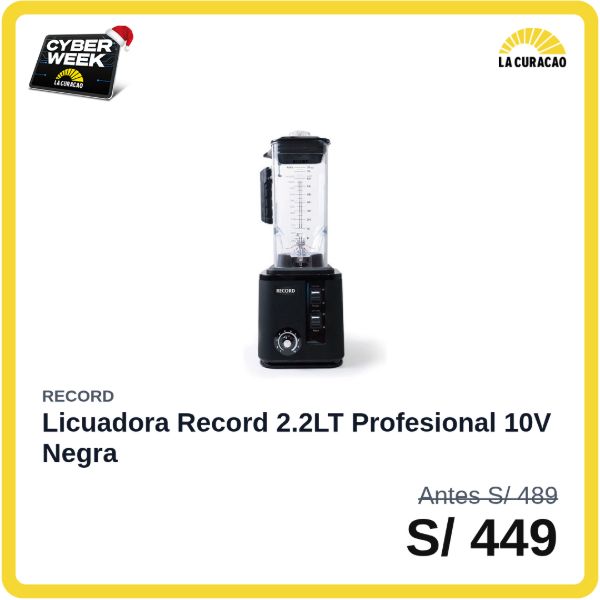 CYBER
WEEK
LA CURACAO
LA CURACAO
RECORD
RECORD
Licuadora Record 2.2LT Profesional 10V
Negra
Antes S/ 489
S/ 449